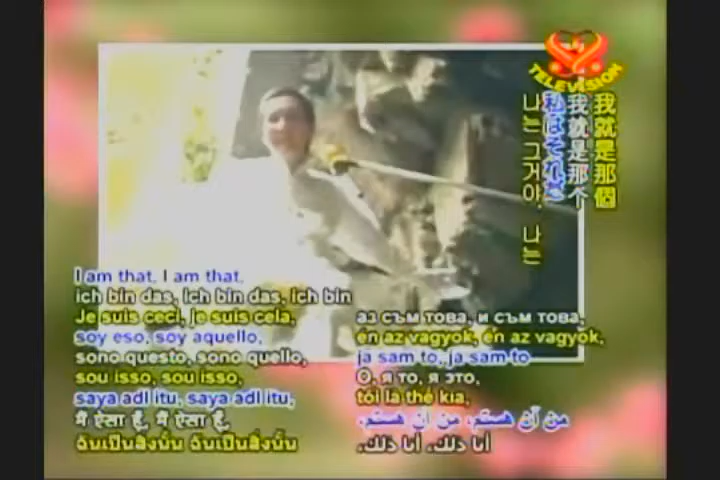 TELEVISION
我就是那個
我就是那个
私はそれだ
나는 그거야, 나는
I am that, I am that,
ich bin das, ich bin das, ich bin
Je suis ceci, je suis cela,
soy eso, soy aquello,
sono questo, sono quello,
sou isso, sou isso,
saya adl itu, saya adl itu,
मैं ऐसा हूँ, मैं ऐसा हूँ,
ฉันเป็นสิ่งนั้น ฉันเป็นสิ่งนั้น
аз съм това, и съм това,
én az vagyok, én az vagyok,
ja sam to, ja sam to
О, я то, я это,
tôi là thế kia,
من آن هستم، من آن هستم،
أنا ذلك، أنا ذلك،